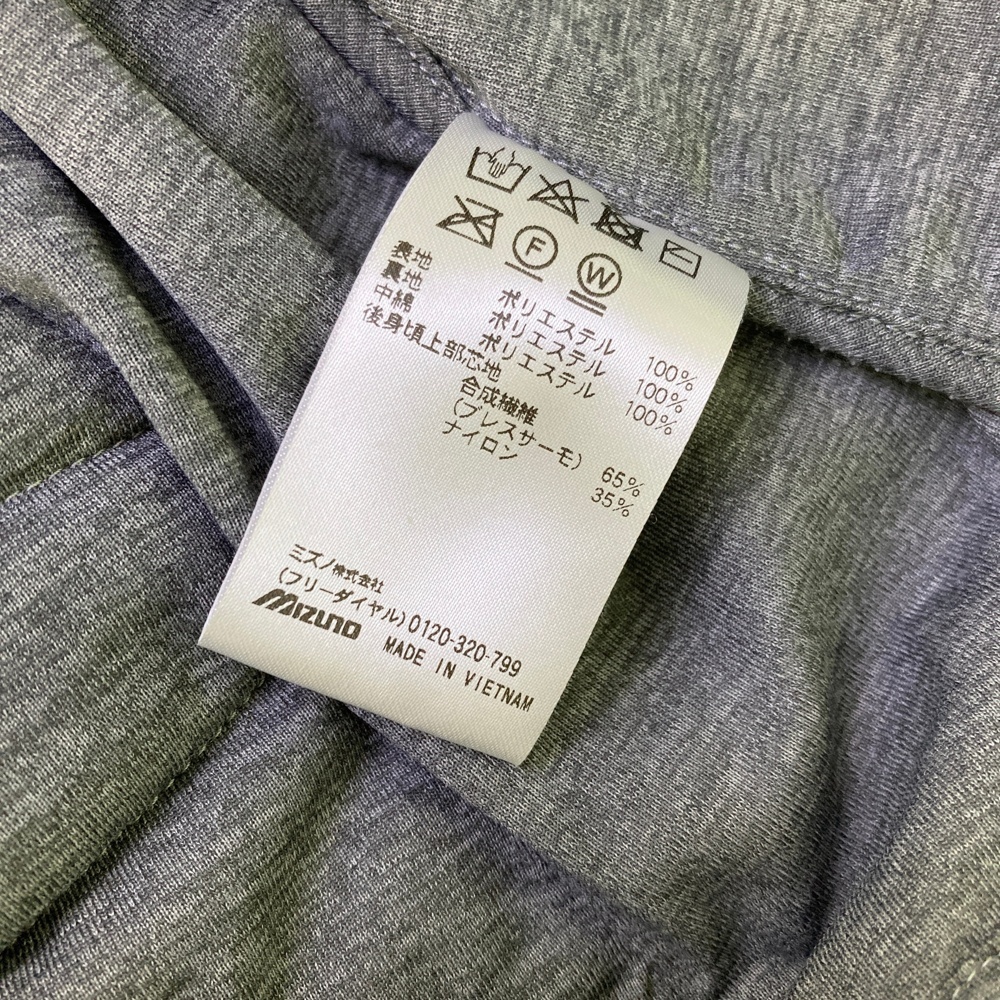 F W
表地 ポリエステル 100%
裏地 ポリエステル 100%
中綿 ポリエステル 100%
後身頃上部芯地
合成繊維
(ブレスサーモ) 65%
ナイロン 35%
ミズノ株式会社
(フリーダイヤル)0120-320-799
MIZUNO MADE IN VIETNAM